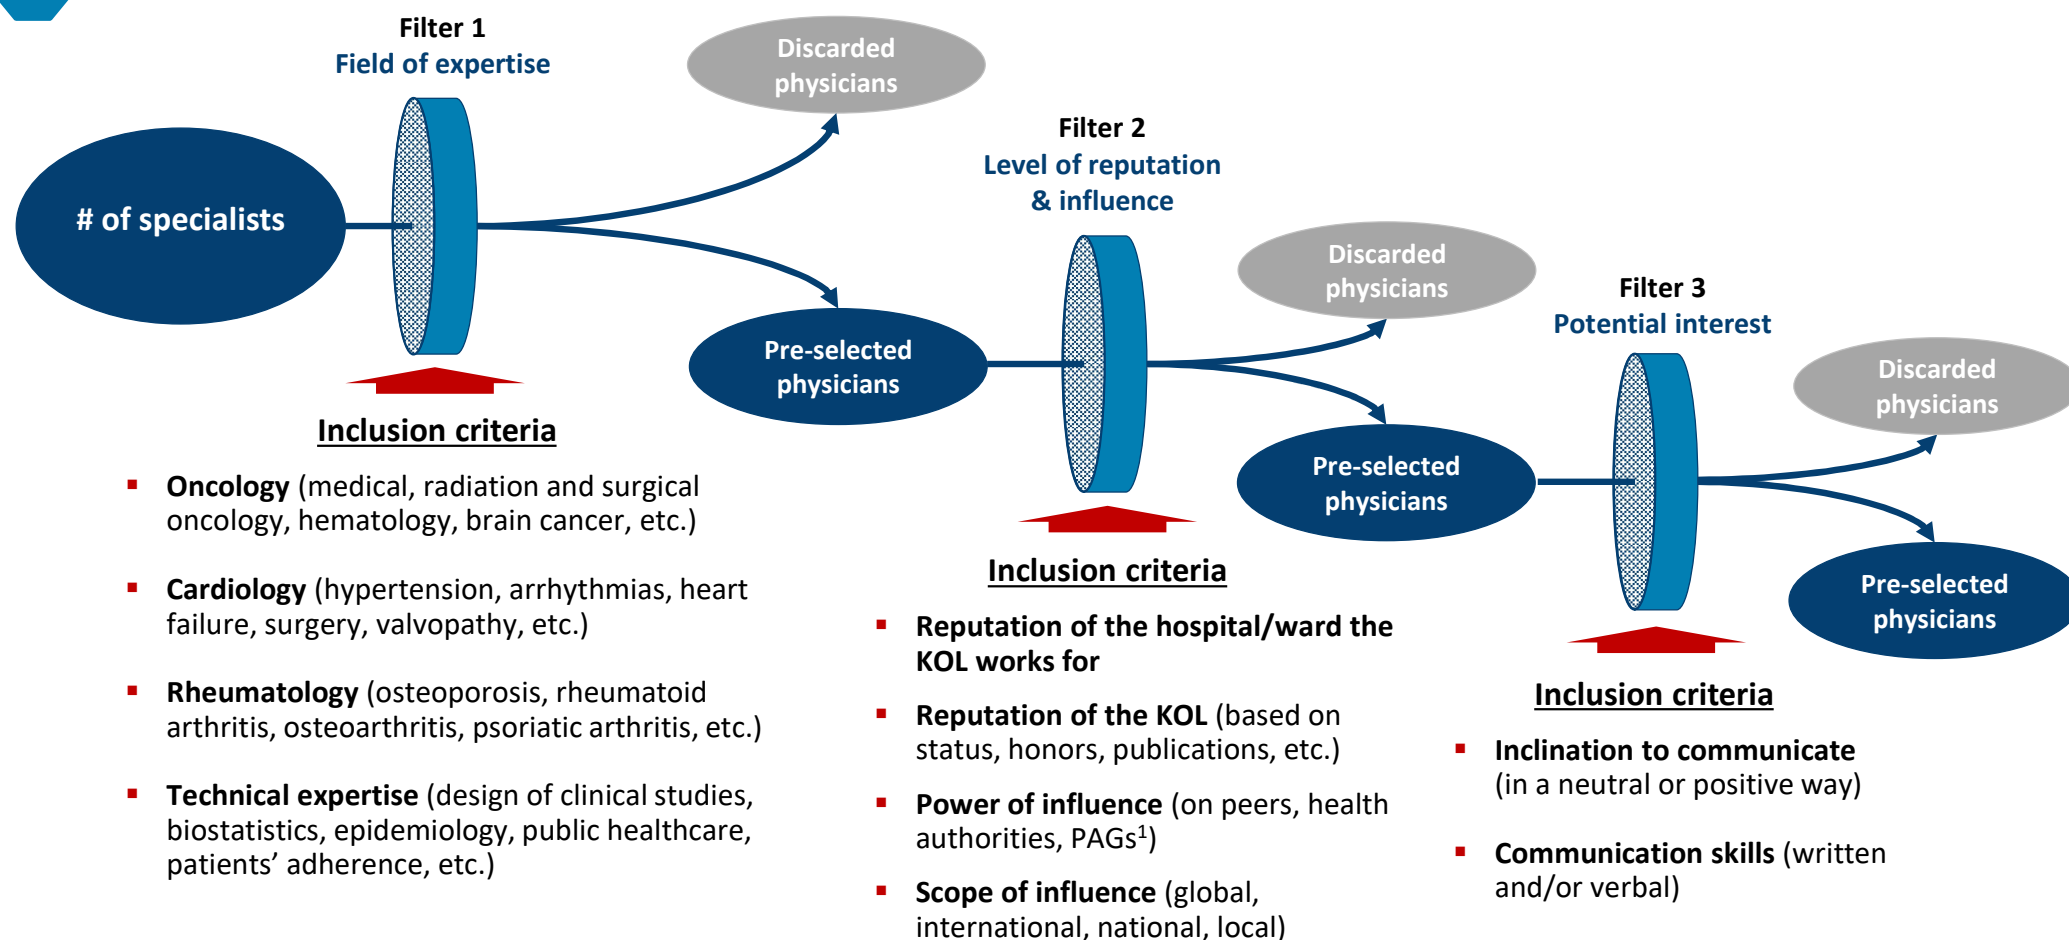 Filter 1
Field of expertise
Discarded
physicians
# of specialists
Filter 2
Level of reputation
& influence
Pre-selected
physicians
Discarded
physicians
Filter 3
Potential interest
Pre-selected
physicians
Discarded
physicians
Pre-selected
physicians
Inclusion criteria
▪ Oncology (medical, radiation and surgical
oncology, hematology, brain cancer, etc.)
▪ Cardiology (hypertension, arrhythmias, heart
failure, surgery, valvopathy, etc.)
▪ Rheumatology (osteoporosis, rheumatoid
arthritis, osteoarthritis, psoriatic arthritis, etc.)
▪ Technical expertise (design of clinical studies,
biostatistics, epidemiology, public healthcare,
patients’ adherence, etc.)
Inclusion criteria
▪ Reputation of the hospital/ward the
KOL works for
▪ Reputation of the KOL (based on
status, honors, publications, etc.)
▪ Power of influence (on peers, health
authorities, PAGs¹)
▪ Scope of influence (global,
international, national, local)
Inclusion criteria
▪ Inclination to communicate
(in a neutral or positive way)
▪ Communication skills (written
and/or verbal)